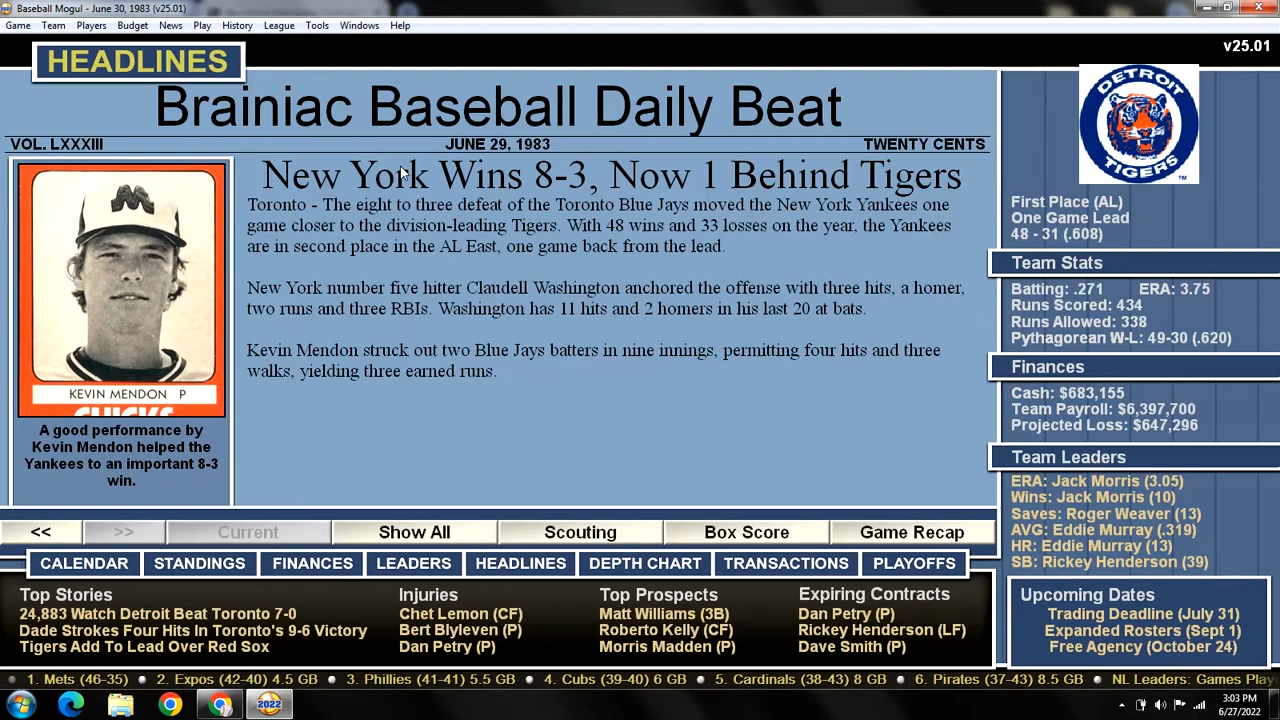 Baseball Mogul - June 30, 1983 (v25.01)
Game Team Players Budget News Play History League Tools Windows Help
HEADLINES
v25.01
Brainiac Baseball Daily Beat
VOL. LXXXIII JUNE 29, 1983 TWENTY CENTS
New York Wins 8-3, Now 1 Behind Tigers
Toronto - The eight to three defeat of the Toronto Blue Jays moved the New York Yankees one
game closer to the division-leading Tigers. With 48 wins and 33 losses on the year, the Yankees
are in second place in the AL East, one game back from the lead.
New York number five hitter Claudell Washington anchored the offense with three hits, a homer,
two runs and three RBIs. Washington has 11 hits and 2 homers in his last 20 at bats.
Kevin Mendon struck out two Blue Jays batters in nine innings, permitting four hits and three
walks, yielding three earned runs.
M
KEVIN MENDON P
CHICKS
A good performance by
Kevin Mendon helped the
Yankees to an important 8-3
win.
DETROIT
TIGERS
TM
First Place (AL)
One Game Lead
48 - 31 (.608)
Team Stats
Batting: .271 ERA: 3.75
Runs Scored: 434
Runs Allowed: 338
Pythagorean W-L: 49-30 (.620)
Finances
Cash: $683,155
Team Payroll: $6,397,700
Projected Loss: $647,296
Team Leaders
ERA: Jack Morris (3.05)
Wins: Jack Morris (10)
Saves: Roger Weaver (13)
AVG: Eddie Murray (.319)
HR: Eddie Murray (13)
SB: Rickey Henderson (39)
<< >> Current Show All Scouting Box Score Game Recap
CALENDAR STANDINGS FINANCES LEADERS HEADLINES DEPTH CHART TRANSACTIONS PLAYOFFS
Top Stories
24,883 Watch Detroit Beat Toronto 7-0
Dade Strokes Four Hits In Toronto's 9-6 Victory
Tigers Add To Lead Over Red Sox
Injuries
Chet Lemon (CF)
Bert Blyleven (P)
Dan Petry (P)
Top Prospects
Matt Williams (3B)
Roberto Kelly (CF)
Morris Madden (P)
Expiring Contracts
Dan Petry (P)
Rickey Henderson (LF)
Dave Smith (P)
Upcoming Dates
Trading Deadline (July 31)
Expanded Rosters (Sept 1)
Free Agency (October 24)
1. Mets (46-35) 2. Expos (42-40) 4.5 GB 3. Phillies (41-41) 5.5 GB 4. Cubs (39-40) 6 GB 5. Cardinals (38-43) 8 GB 6. Pirates (37-43) 8.5 GB NL Leaders: Games Play
2022
3:03 PM
6/27/2022